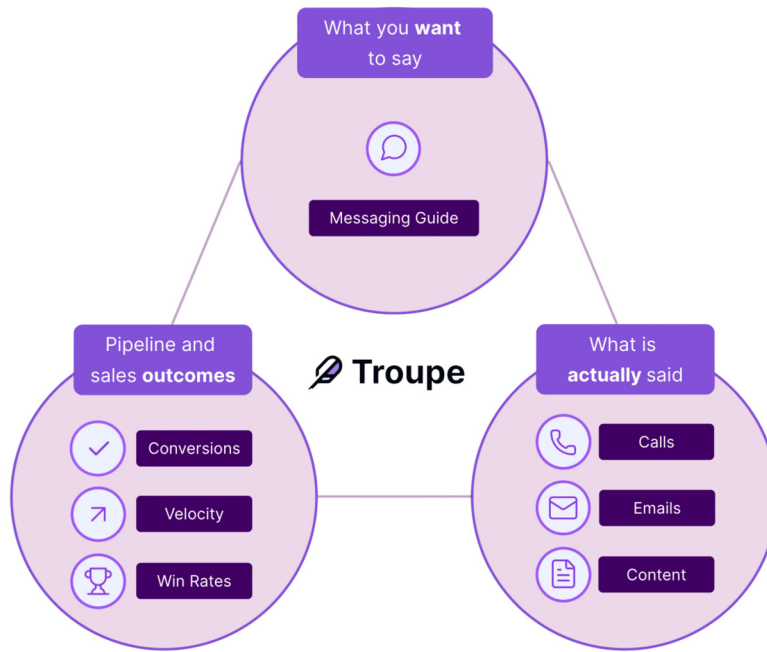 What you want
to say
Messaging Guide
Pipeline and
sales outcomes
Conversions
Velocity
Win Rates
Troupe
What is
actually said
Calls
Emails
Content